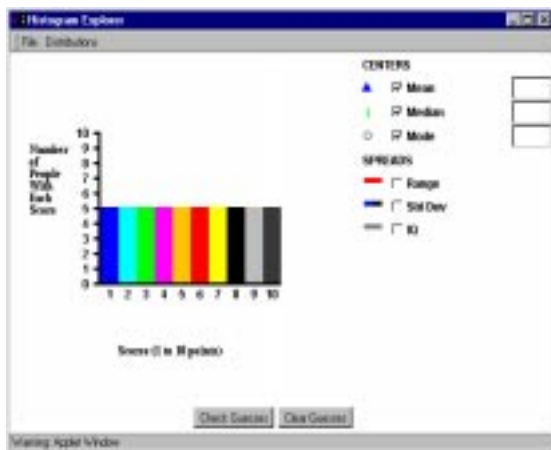 Histogram Explorer
File Distributions
CENTERS
Mean
Median
Mode
SPREADS
Range
Std Dev
IQ
Number
of
People
With
Each
Score
10
9
8
7
6
5
4
3
2
1
0
1 2 3 4 5 6 7 8 9 10
Scores (1 to 10 points)
Check Guesses Clear Guesses
Warning: Applet Window